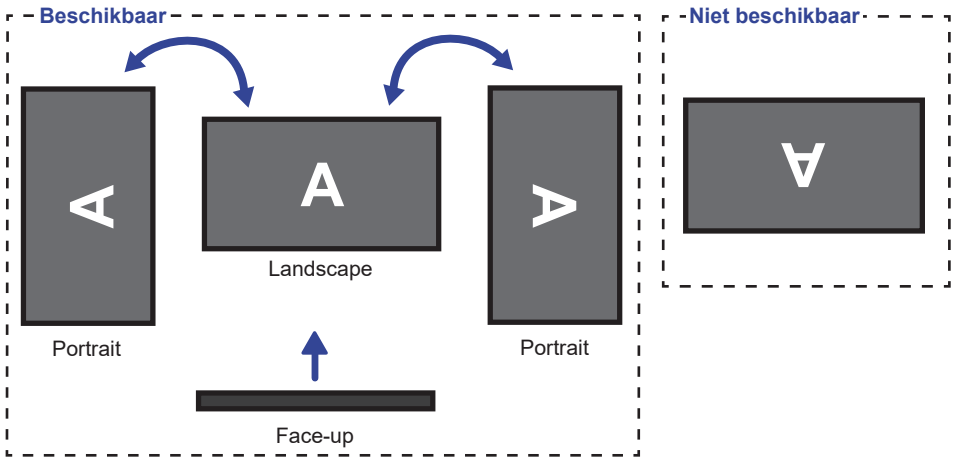 Beschikbaar
Niet beschikbaar
A
A
A
A
Landscape
Portrait
Portrait
Face-up